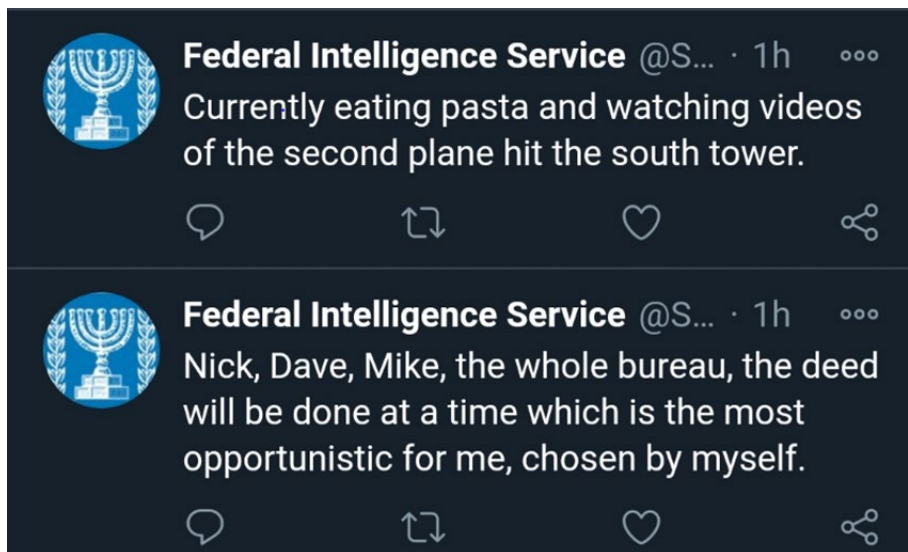 Federal Intelligence Service @S... · 1h
Currently eating pasta and watching videos
of the second plane hit the south tower.
Federal Intelligence Service @S... · 1h
Nick, Dave, Mike, the whole bureau, the deed
will be done at a time which is the most
opportunistic for me, chosen by myself.